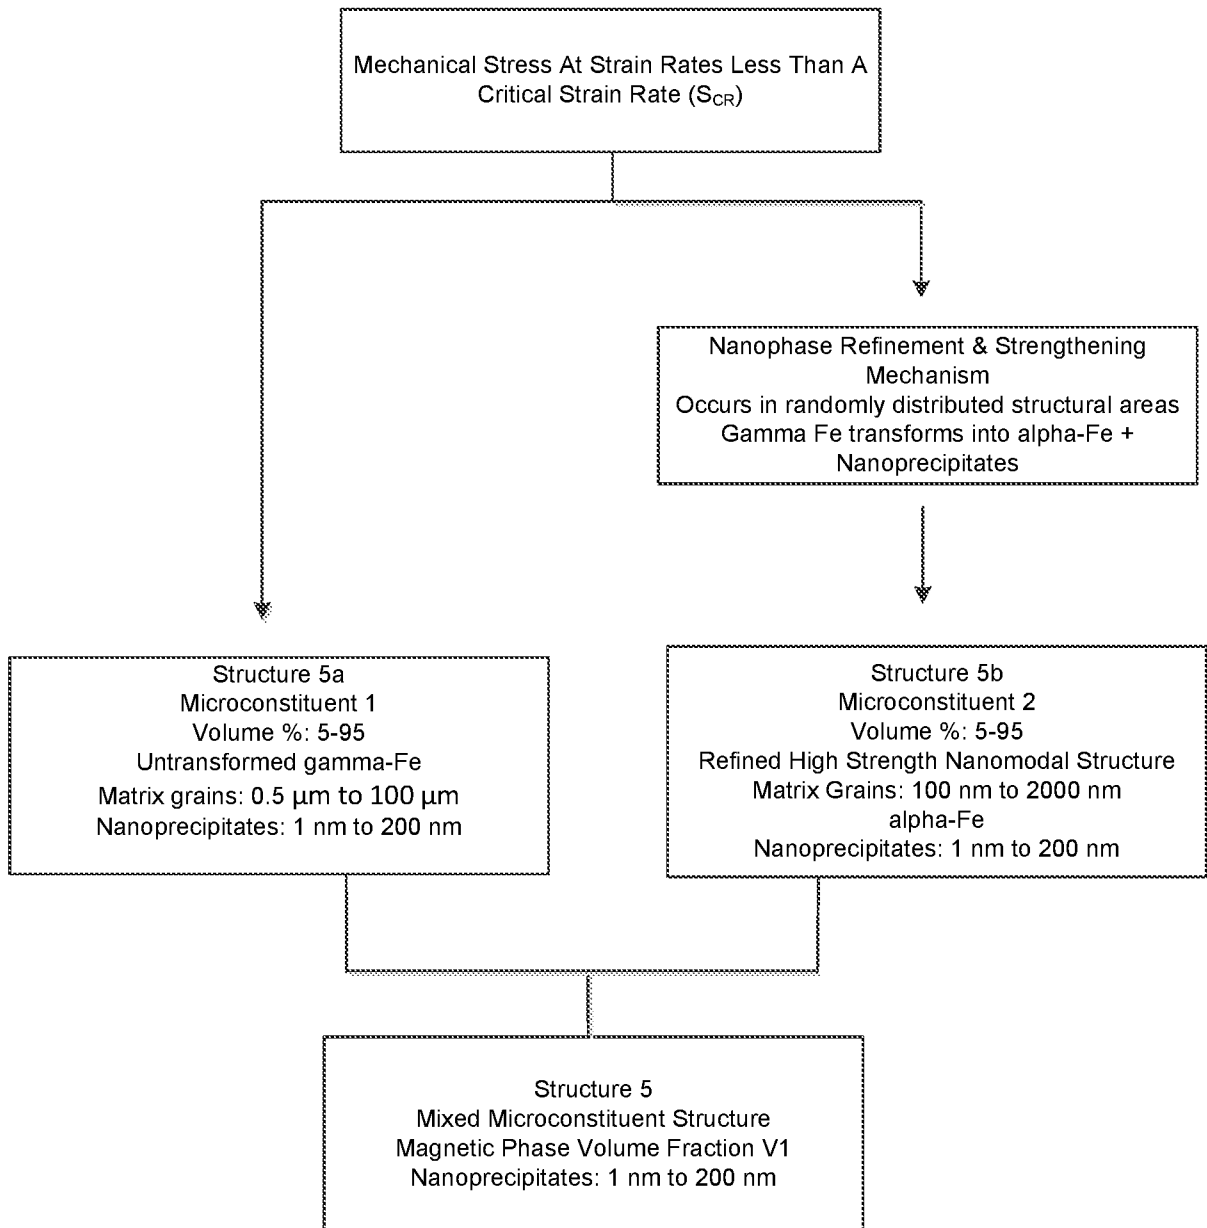 Mechanical Stress At Strain Rates Less Than A
Critical Strain Rate (SCR)
Nanophase Refinement & Strengthening
Mechanism
Occurs in randomly distributed structural areas
Gamma Fe transforms into alpha-Fe +
Nanoprecipitates
Structure 5a
Microconstituent 1
Volume %: 5-95
Untransformed gamma-Fe
Matrix grains: 0.5 μm to 100 μm
Nanoprecipitates: 1 nm to 200 nm
Structure 5b
Microconstituent 2
Volume %: 5-95
Refined High Strength Nanomodal Structure
Matrix Grains: 100 nm to 2000 nm
alpha-Fe
Nanoprecipitates: 1 nm to 200 nm
Structure 5
Mixed Microconstituent Structure
Magnetic Phase Volume Fraction V1
Nanoprecipitates: 1 nm to 200 nm